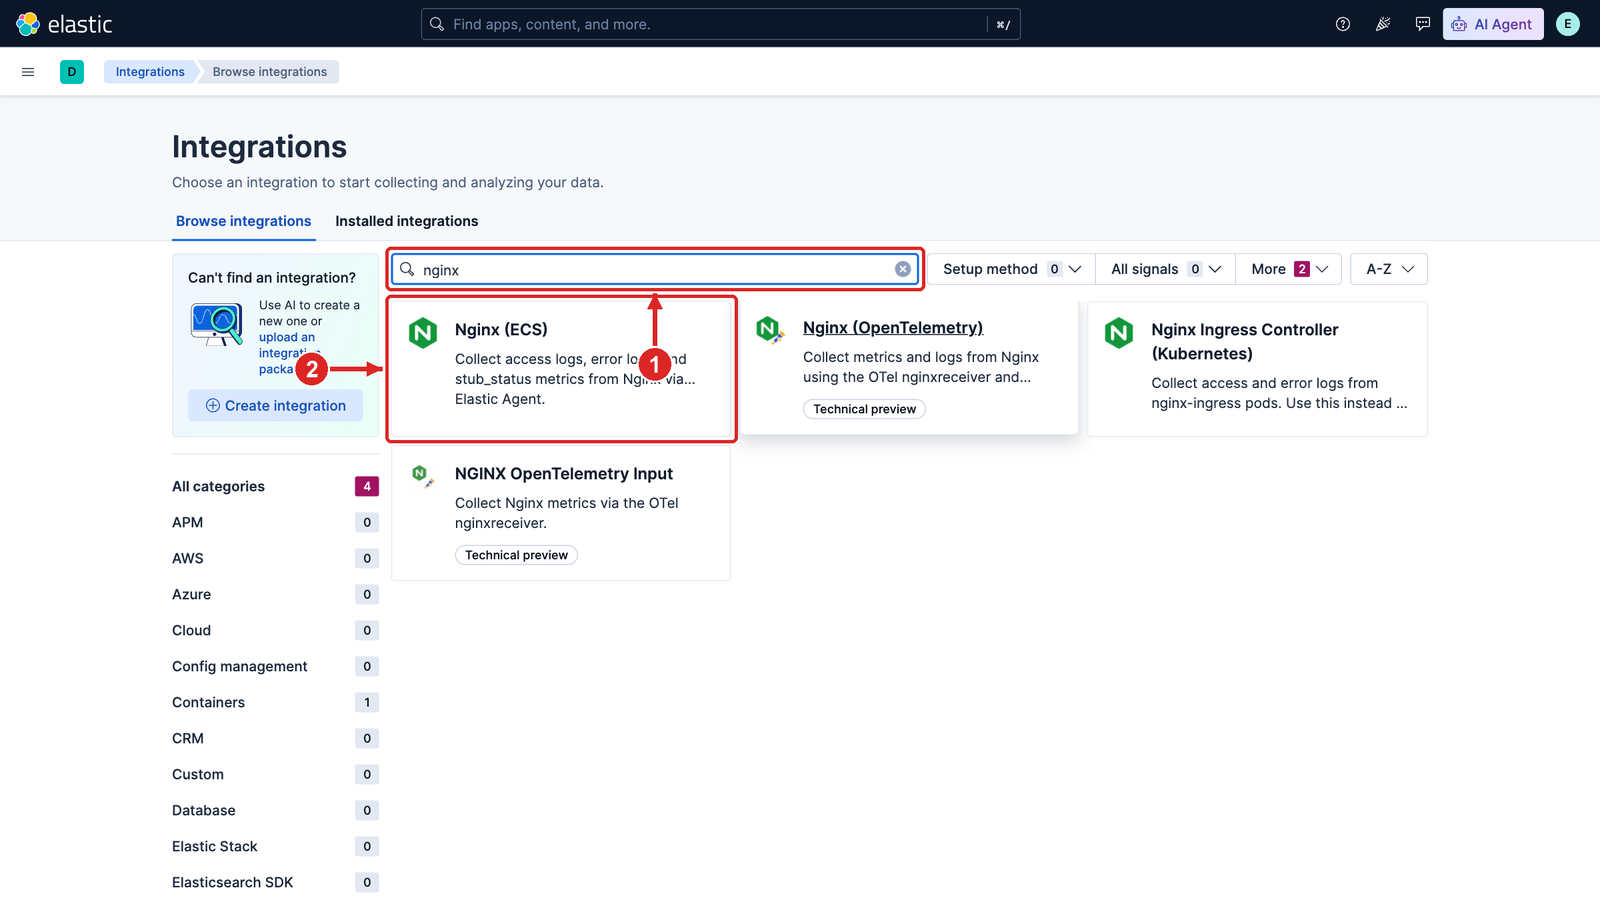 elastic
Find apps, content, and more.
⌘/
AI Agent
E
D
Integrations
Browse integrations
Integrations
Choose an integration to start collecting and analyzing your data.
Browse integrations
Installed integrations
Can't find an integration?
Use AI to create a
new one or
upload an
packa
Create integration
nginx
Setup method 0
All signals 0
More 2
A-Z
1
2
Nginx (ECS)
Collect access logs, error nd
stub_status metrics from via...
Elastic Agent.
Nginx (OpenTelemetry)
Collect metrics and logs from Nginx
using the OTel nginxreceiver and...
Technical preview
Nginx Ingress Controller
(Kubernetes)
Collect access and error logs from
nginx-ingress pods. Use this instead ...
NGINX OpenTelemetry Input
Collect Nginx metrics via the OTel
nginxreceiver.
Technical preview
All categories 4
APM 0
AWS 0
Azure 0
Cloud 0
Config management 0
Containers 1
CRM 0
Custom 0
Database 0
Elastic Stack 0
Elasticsearch SDK 0